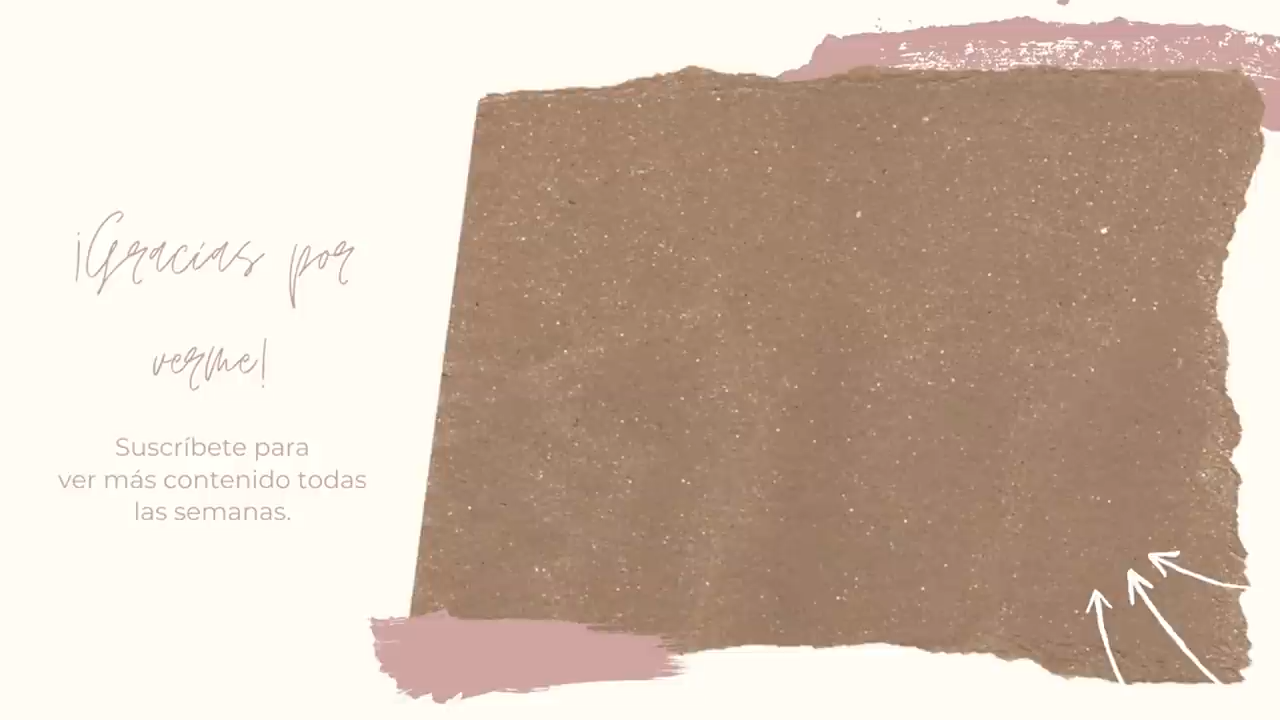 ¡Gracias por
verme!
Suscríbete para
ver más contenido todas
las semanas.